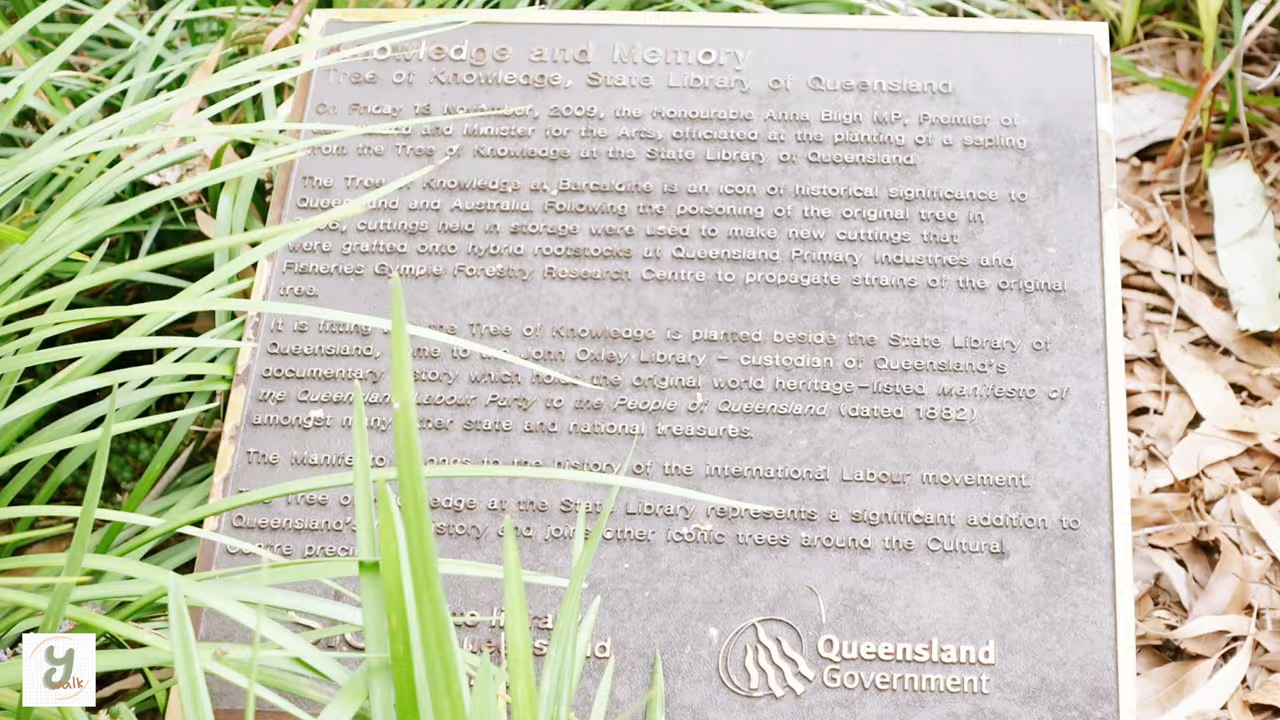 Knowledge and Memory
Tree of Knowledge, State Library of Queensland
On Friday 13 November, 2009, the Honourable Anna Bligh MP, Premier of
and Minister for the Arts, officiated at the planting of a sapling
from the Tree of Knowledge at the State Library of Queensland.
The Tree of Knowledge at Barcaldine is an icon of historical significance to
Queensland and Australia. Following the poisoning of the original tree in
cuttings held in storage were used to make new cuttings that
were grafted onto hybrid rootstocks at Queensland Primary Industries and
Fisheries Gympie Forestry Research Centre to propagate strains of the original
tree.
It is fitting the Tree of Knowledge is planted beside the State Library of
Queensland, home to the John Oxley Library – custodian of Queensland's
documentary history which holds the original world heritage-listed Manifesto of
the Queensland Labour Party to the People of Queensland (dated 1882)
amongst many other state and national treasures.
The Manifesto belongs to the history of the international Labour movement.
The Tree of Knowledge at the State Library represents a significant addition to
Queensland's history and joins other iconic trees around the Cultural
Centre precinct
Queensland
Government
y
walk